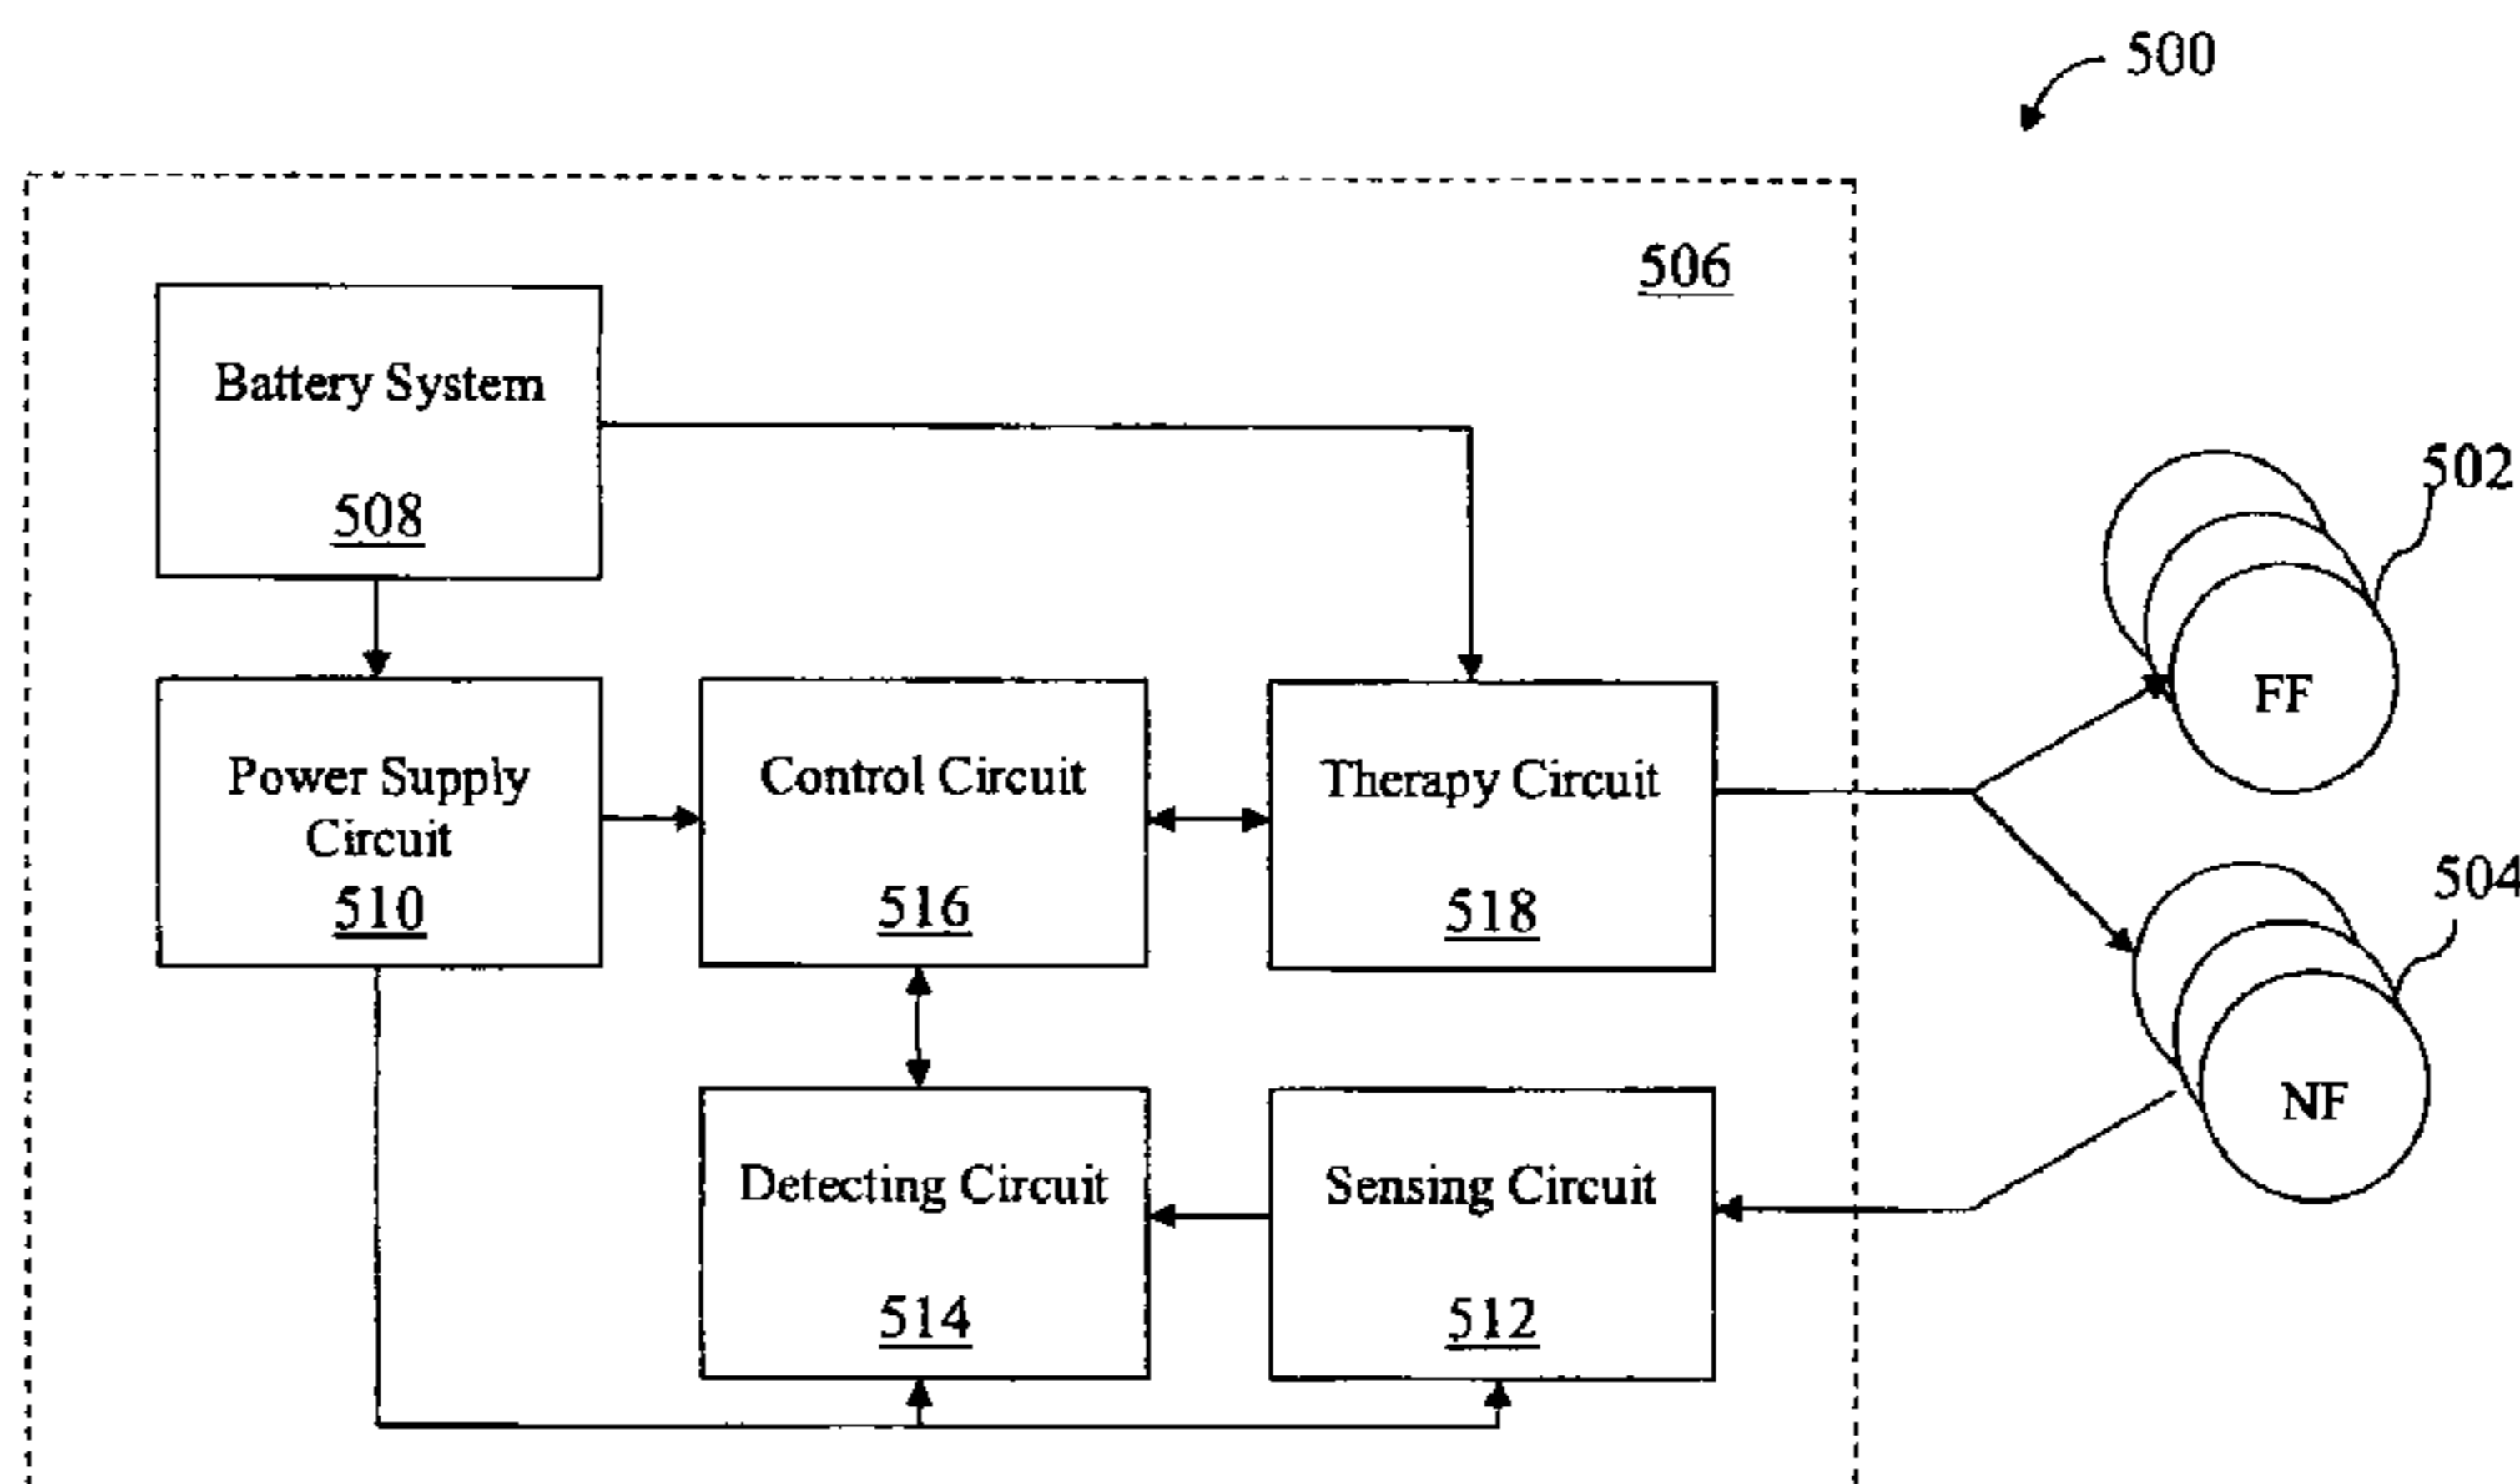 500
506
Battery System
508
502
Power Supply
Circuit
510
Control Circuit
516
Therapy Circuit
518
FF
504
Detecting Circuit
514
Sensing Circuit
512
NF